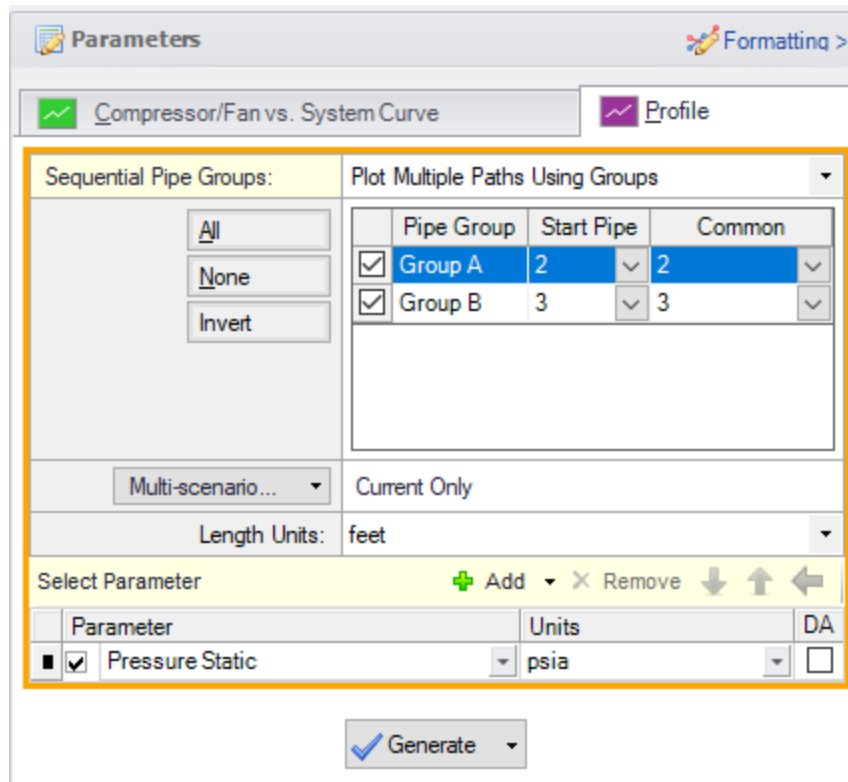 Parameters Formatting >
Compressor/Fan vs. System Curve Profile
Sequential Pipe Groups: Plot Multiple Paths Using Groups
All
None
Invert
Pipe Group Start Pipe Common
Group A 2 2
Group B 3 3
Multi-scenario... Current Only
Length Units: feet
Select Parameter Add Remove
Parameter Units DA
Pressure Static psia
Generate